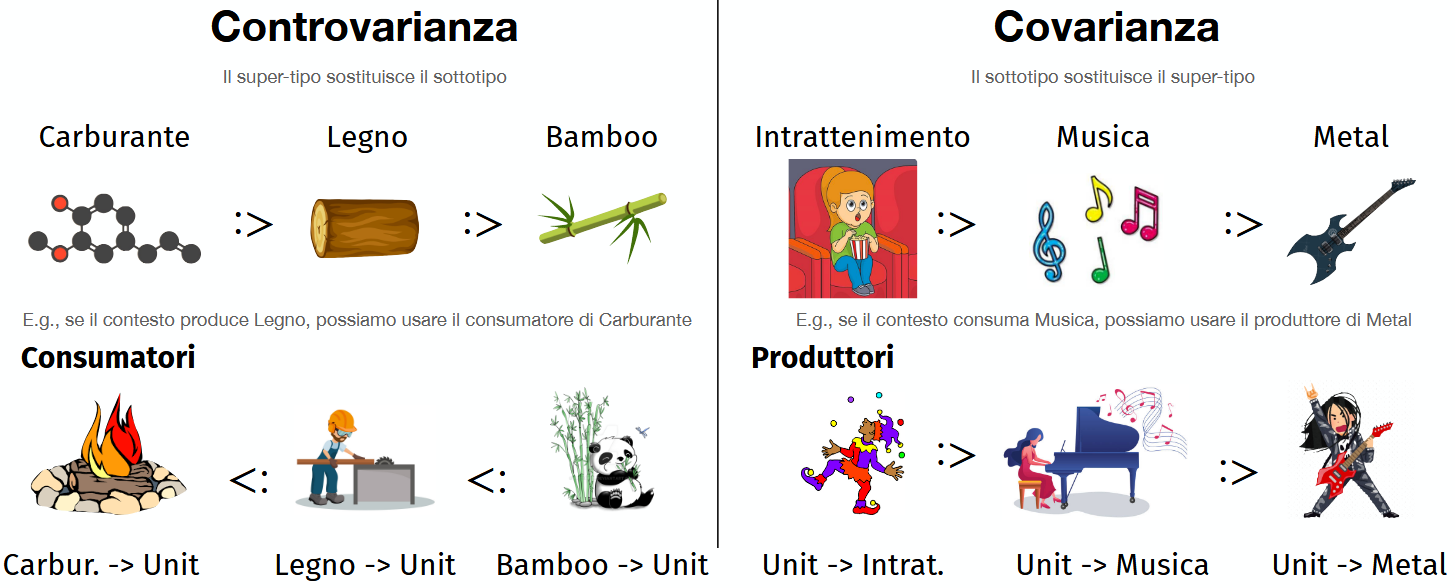 Controvarianza
Il super-tipo sostituisce il sottotipo
Carburante
Legno
Bamboo
:>
:>
E.g., se il contesto produce Legno, possiamo usare il consumatore di Carburante
Consumatori
<:
<:
Carbur. -> Unit
Legno -> Unit
Bamboo -> Unit
Covarianza
Il sottotipo sostituisce il super-tipo
Intrattenimento
Musica
Metal
:>
:>
E.g., se il contesto consuma Musica, possiamo usare il produttore di Metal
Produttori
:>
:>
Unit -> Intrat.
Unit -> Musica
Unit -> Metal